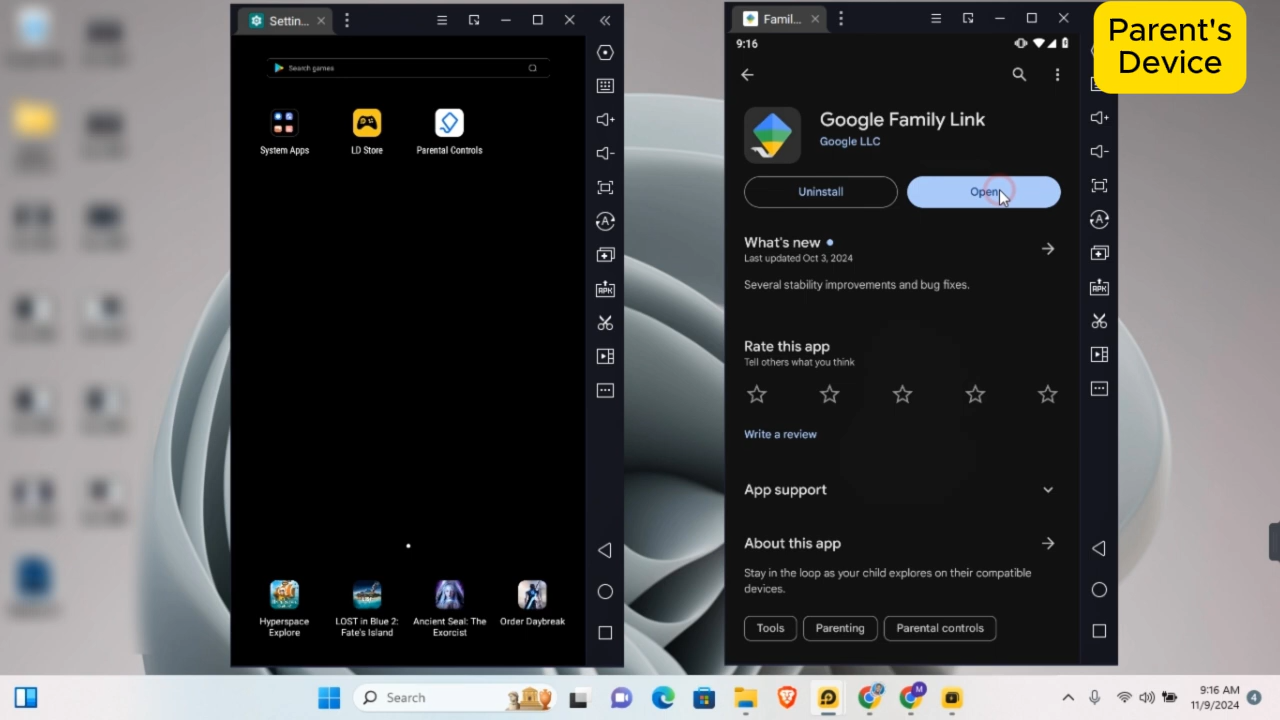 Settin...
Search games
System Apps
LD Store
Parental Controls
Hyperspace
Explore
LOST in Blue 2:
Fate's Island
Ancient Seal: The
Exorcist
Order Daybreak
APK
Famil...
9:16
Google Family Link
Google LLC
Uninstall
Open
What's new
Last updated Oct 3, 2024
Several stability improvements and bug fixes.
Rate this app
Tell others what you think
Write a review
App support
About this app
Stay in the loop as your child explores on their compatible
devices.
Tools
Parenting
Parental controls
APK
Parent's
Device
Search
M
9:16 AM
11/9/2024
4